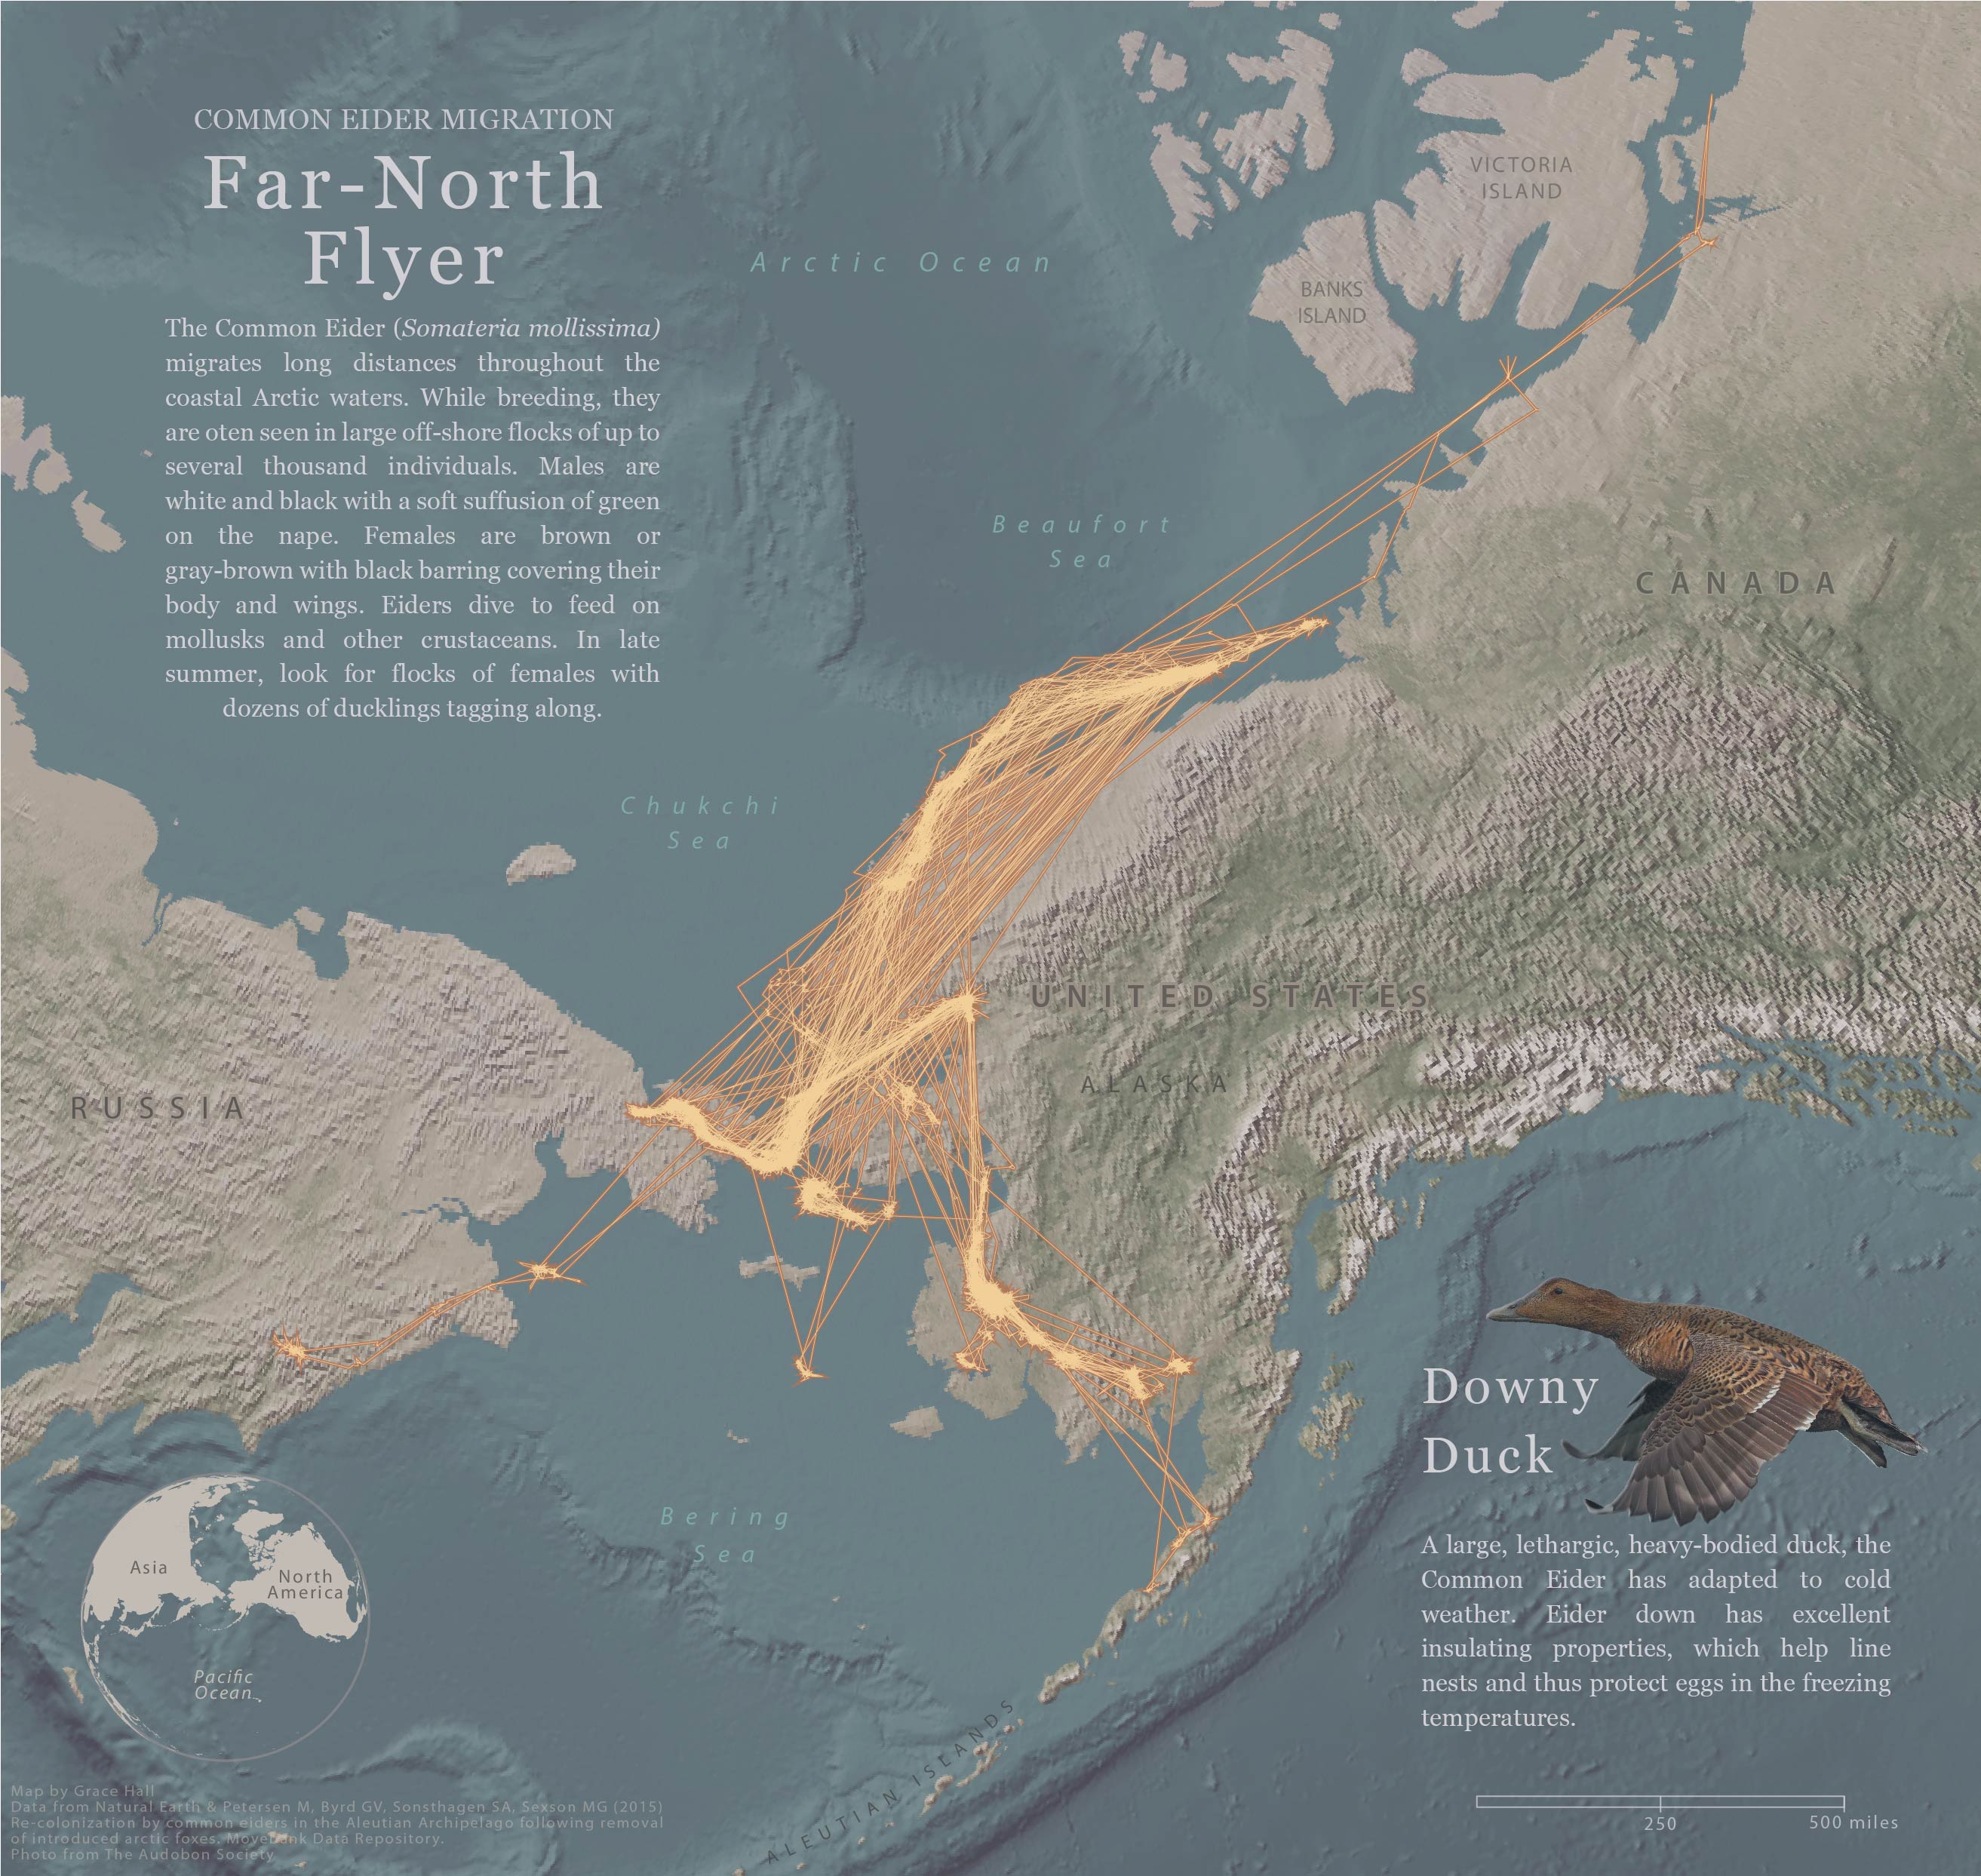 COMMON EIDER MIGRATION
Far-North
Flyer
The Common Eider (Somateria mollissima)
migrates long distances throughout the
coastal Arctic waters. While breeding, they
are oten seen in large off-shore flocks of up to
several thousand individuals. Males are
white and black with a soft suffusion of green
on the nape. Females are brown or
gray-brown with black barring covering their
body and wings. Eiders dive to feed on
mollusks and other crustaceans. In late
summer, look for flocks of females with
dozens of ducklings tagging along.
VICTORIA
ISLAND
Arctic Ocean
BANKS
ISLAND
Beaufort
Sea
CANADA
Chukchi
Sea
UNITED STATES
ALASKA
RUSSIA
Bering
Sea
ALEUTIAN ISLANDS
Downy
Duck
A large, lethargic, heavy-bodied duck, the
Common Eider has adapted to cold
weather. Eider down has excellent
insulating properties, which help line
nests and thus protect eggs in the freezing
temperatures.
Asia
North
America
Pacific
Ocean
250
500 miles
Map by Grace Hall
Data from Natural Earth & Petersen M, Byrd GV, Sonsthagen SA, Sexson MG (2015)
Re-colonization by common eiders in the Aleutian Archipelago following removal
of introduced arctic foxes. Movebank Data Repository.
Photo from The Audobon Society